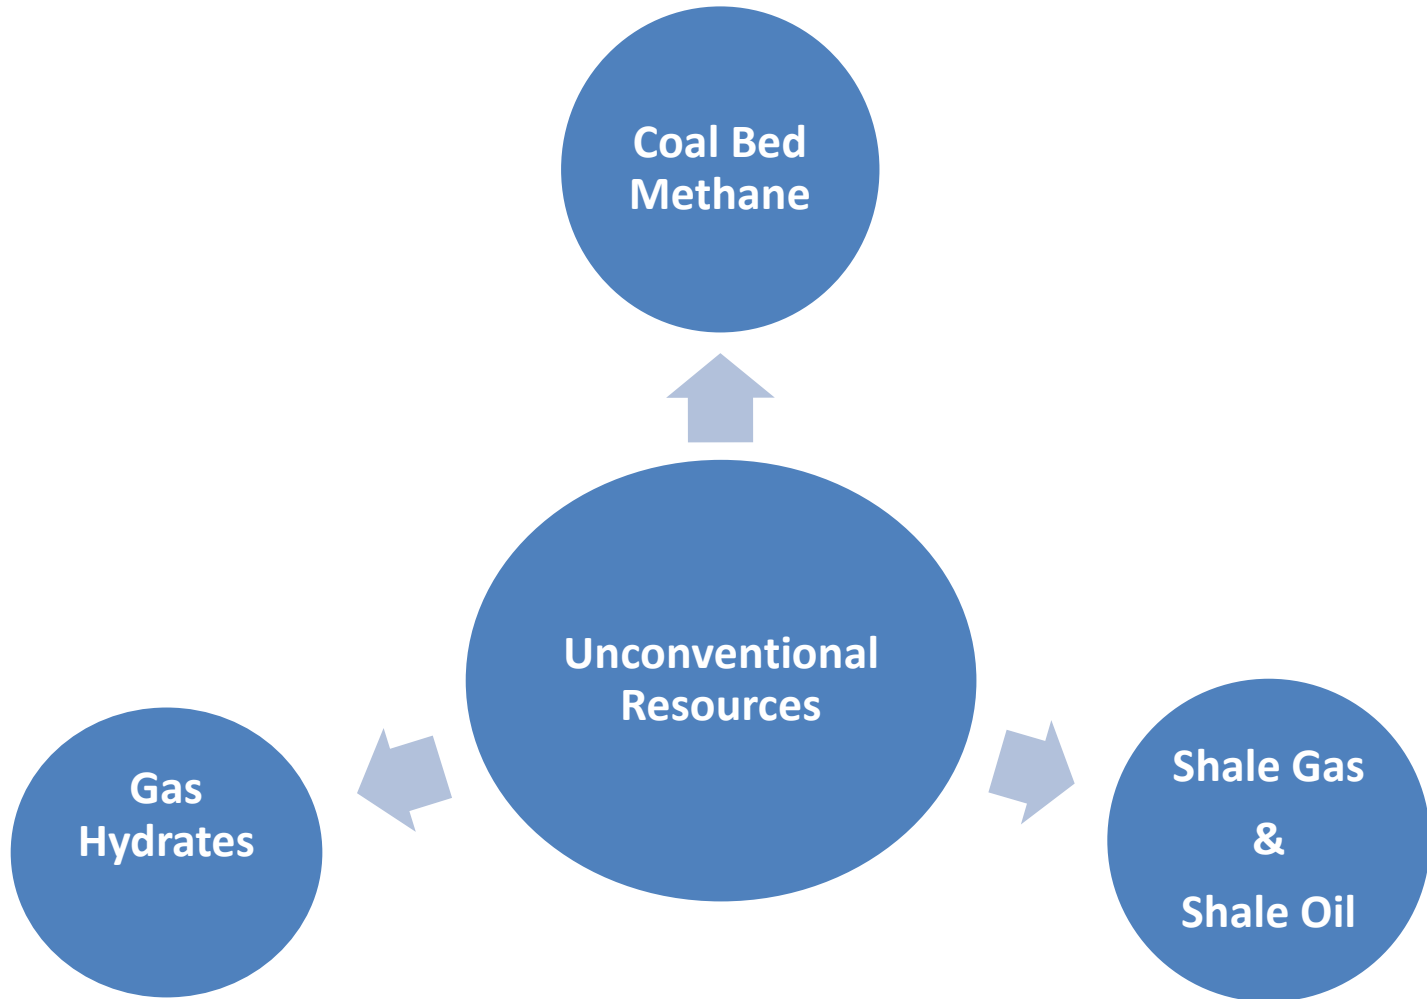 Coal Bed
Methane
Unconventional
Resources
Gas
Hydrates
Shale Gas
&
Shale Oil